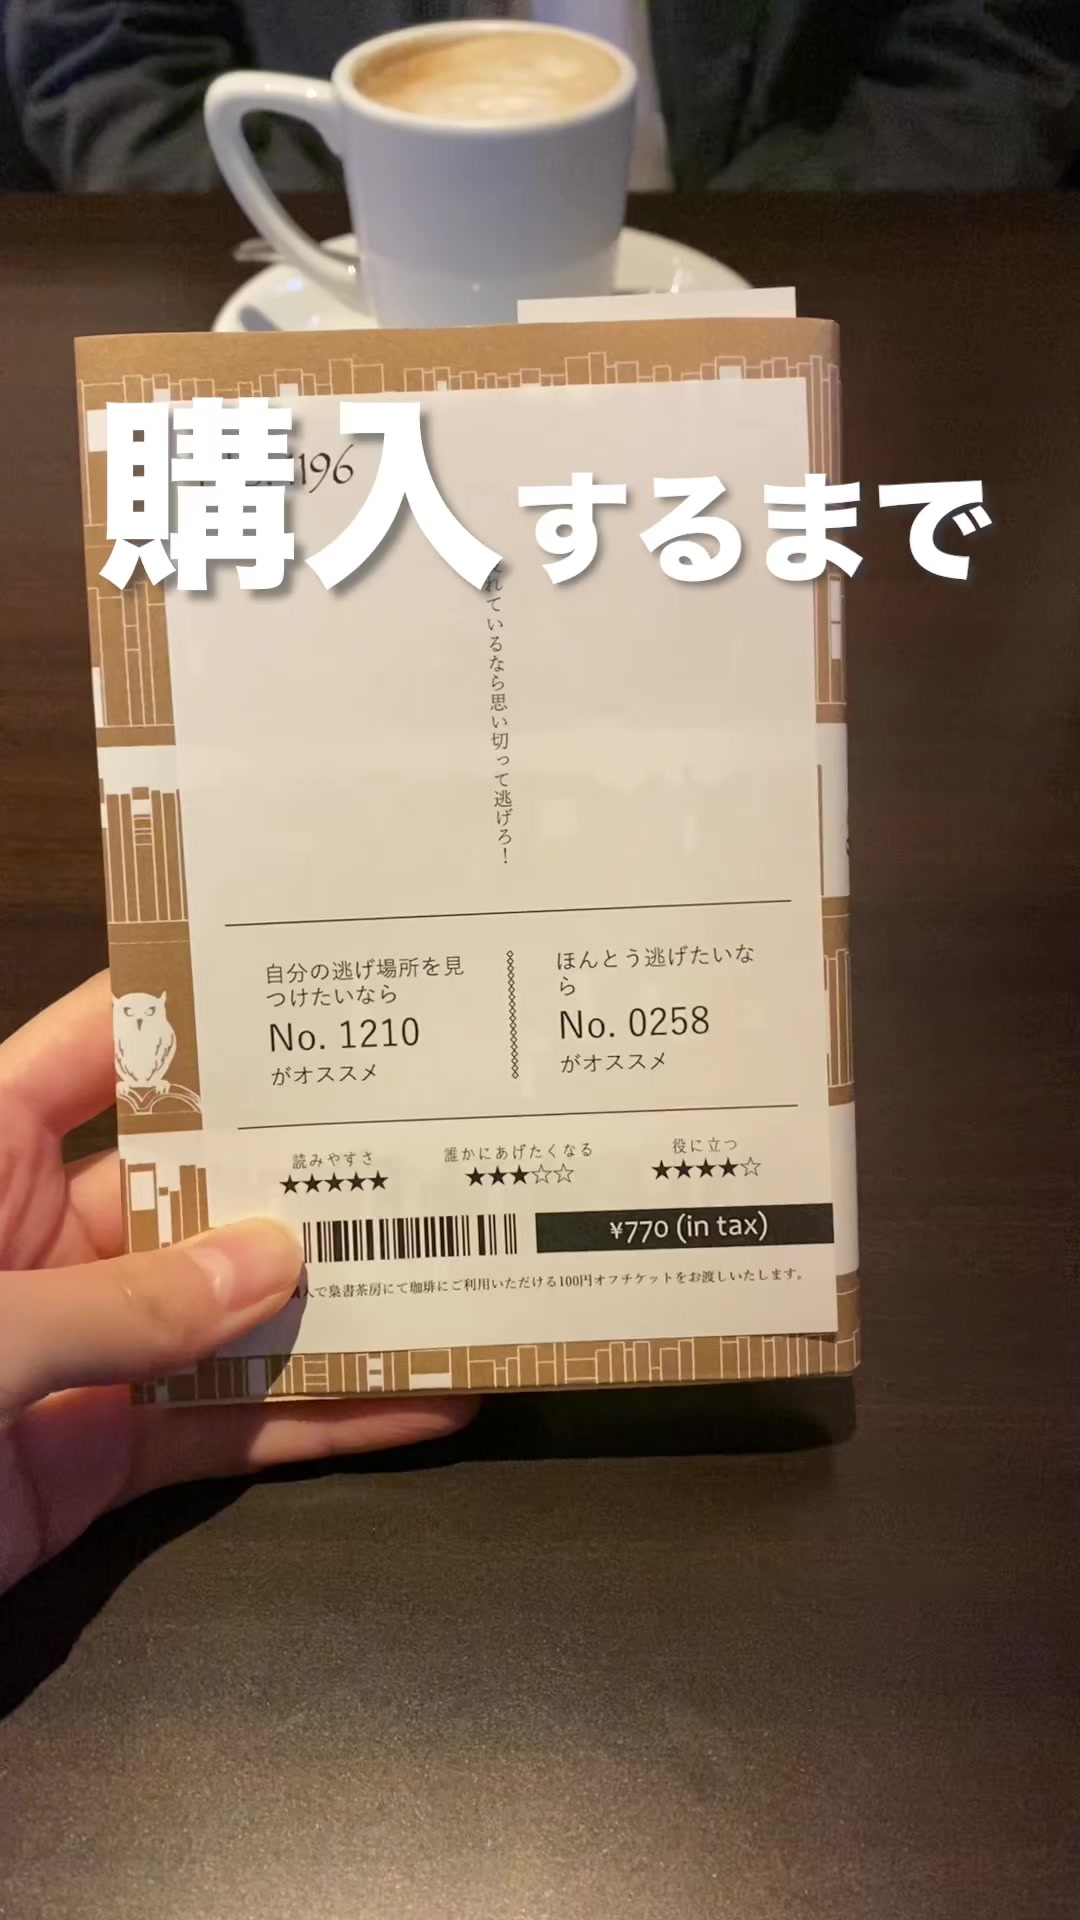 購入するまで
1196
れているなら思い切って逃げろ！
自分の逃げ場所を見
つけたいなら
No. 1210
がオススメ
ほんとう逃げたいな
ら
No. 0258
がオススメ
読みやすさ
★★★★★
誰かにあげたくなる
★★★☆☆
役に立つ
★★★★☆
¥770 (in tax)
入で梟書茶房にて珈琲にご利用いただける100円オフチケットをお渡しいたします。